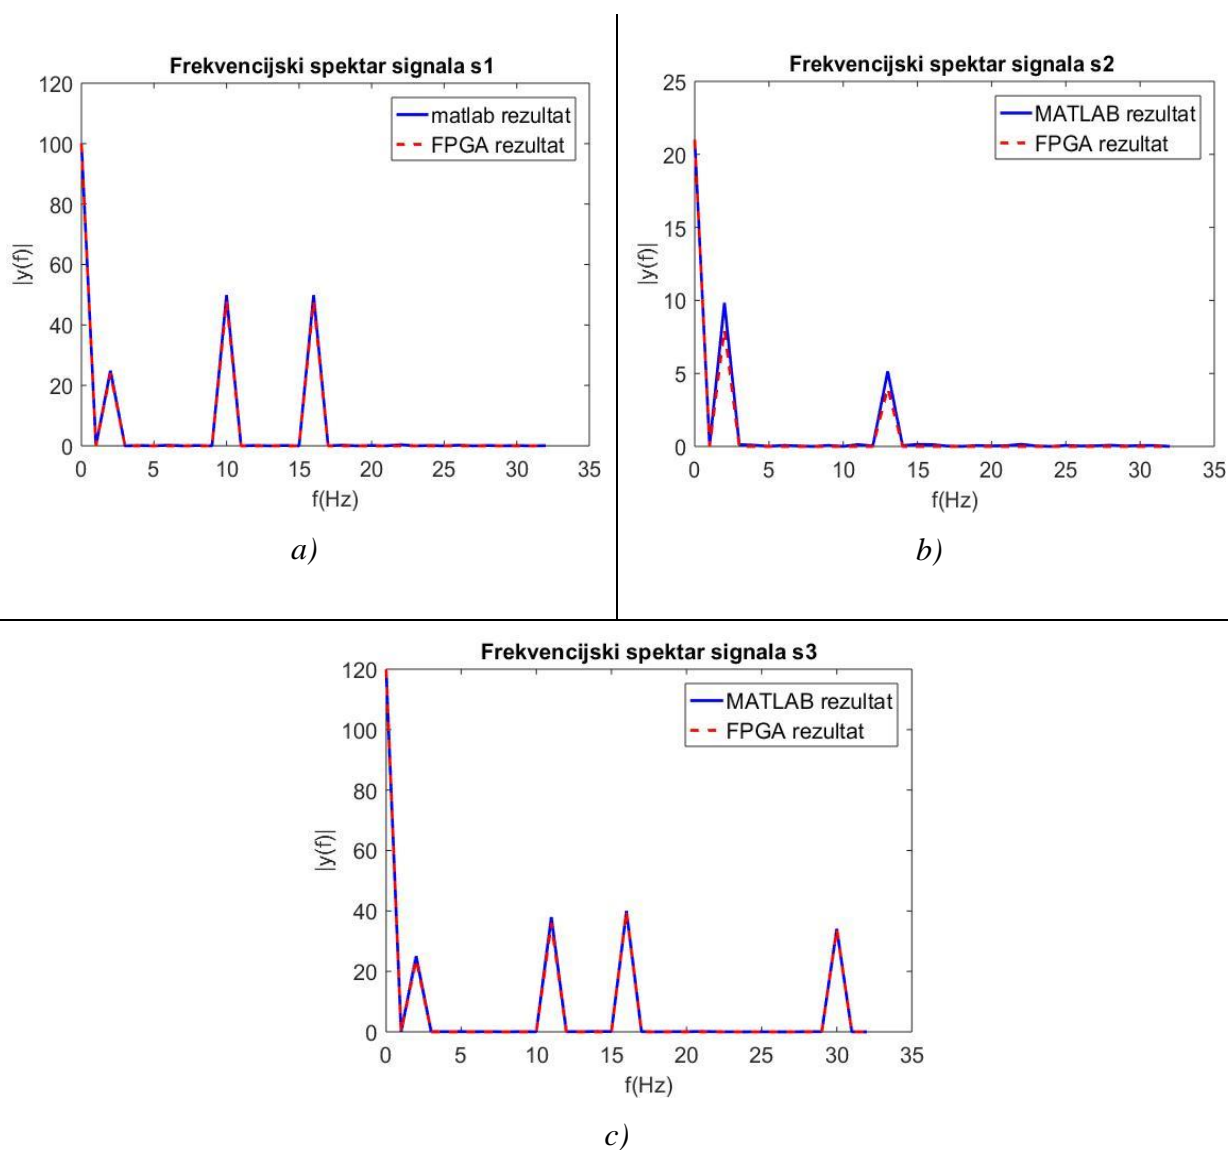 Frekvencijski spektar signala s1
120
100
80
60
40
20
0
|y(f)|
matlab rezultat
FPGA rezultat
0 5 10 15 20 25 30 35
f(Hz)
a)
Frekvencijski spektar signala s2
25
20
15
10
5
0
|y(f)|
MATLAB rezultat
FPGA rezultat
0 5 10 15 20 25 30 35
f(Hz)
b)
Frekvencijski spektar signala s3
120
100
80
60
40
20
0
|y(f)|
MATLAB rezultat
FPGA rezultat
0 5 10 15 20 25 30 35
f(Hz)
c)